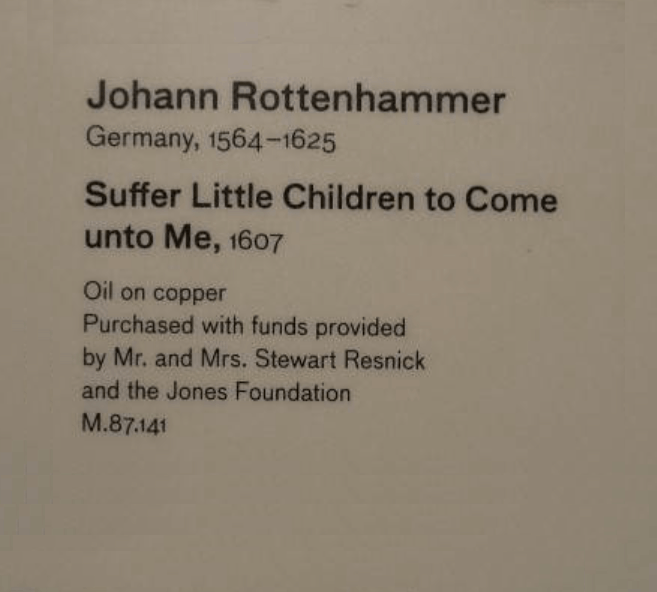 Johann Rottenhammer
Germany, 1564–1625
Suffer Little Children to Come
unto Me, 1607
Oil on copper
Purchased with funds provided
by Mr. and Mrs. Stewart Resnick
and the Jones Foundation
M.87.141